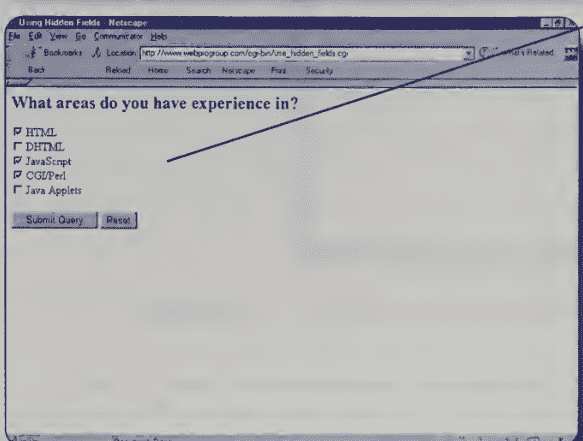 Using Hidden Fields - Netscape
File Edit View Go Communicator Help
Bookmarks Location http://www.webprogroup.com/cgi-bin/use_hidden_fields.cgi Related
Back Reload Home Search Netscape Print Security
What areas do you have experience in?
HTML
DHTML
JavaScript
CGI/Perl
Java Applets
Submit Query Reset